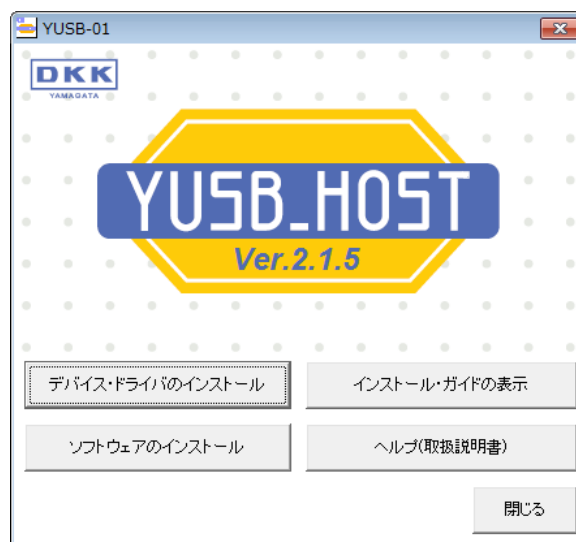 YUSB-01
DKK
YAMAGATA
YUSB_HOST
Ver.2.1.5
デバイス・ドライバのインストール
インストール・ガイドの表示
ソフトウェアのインストール
ヘルプ(取扱説明書)
閉じる